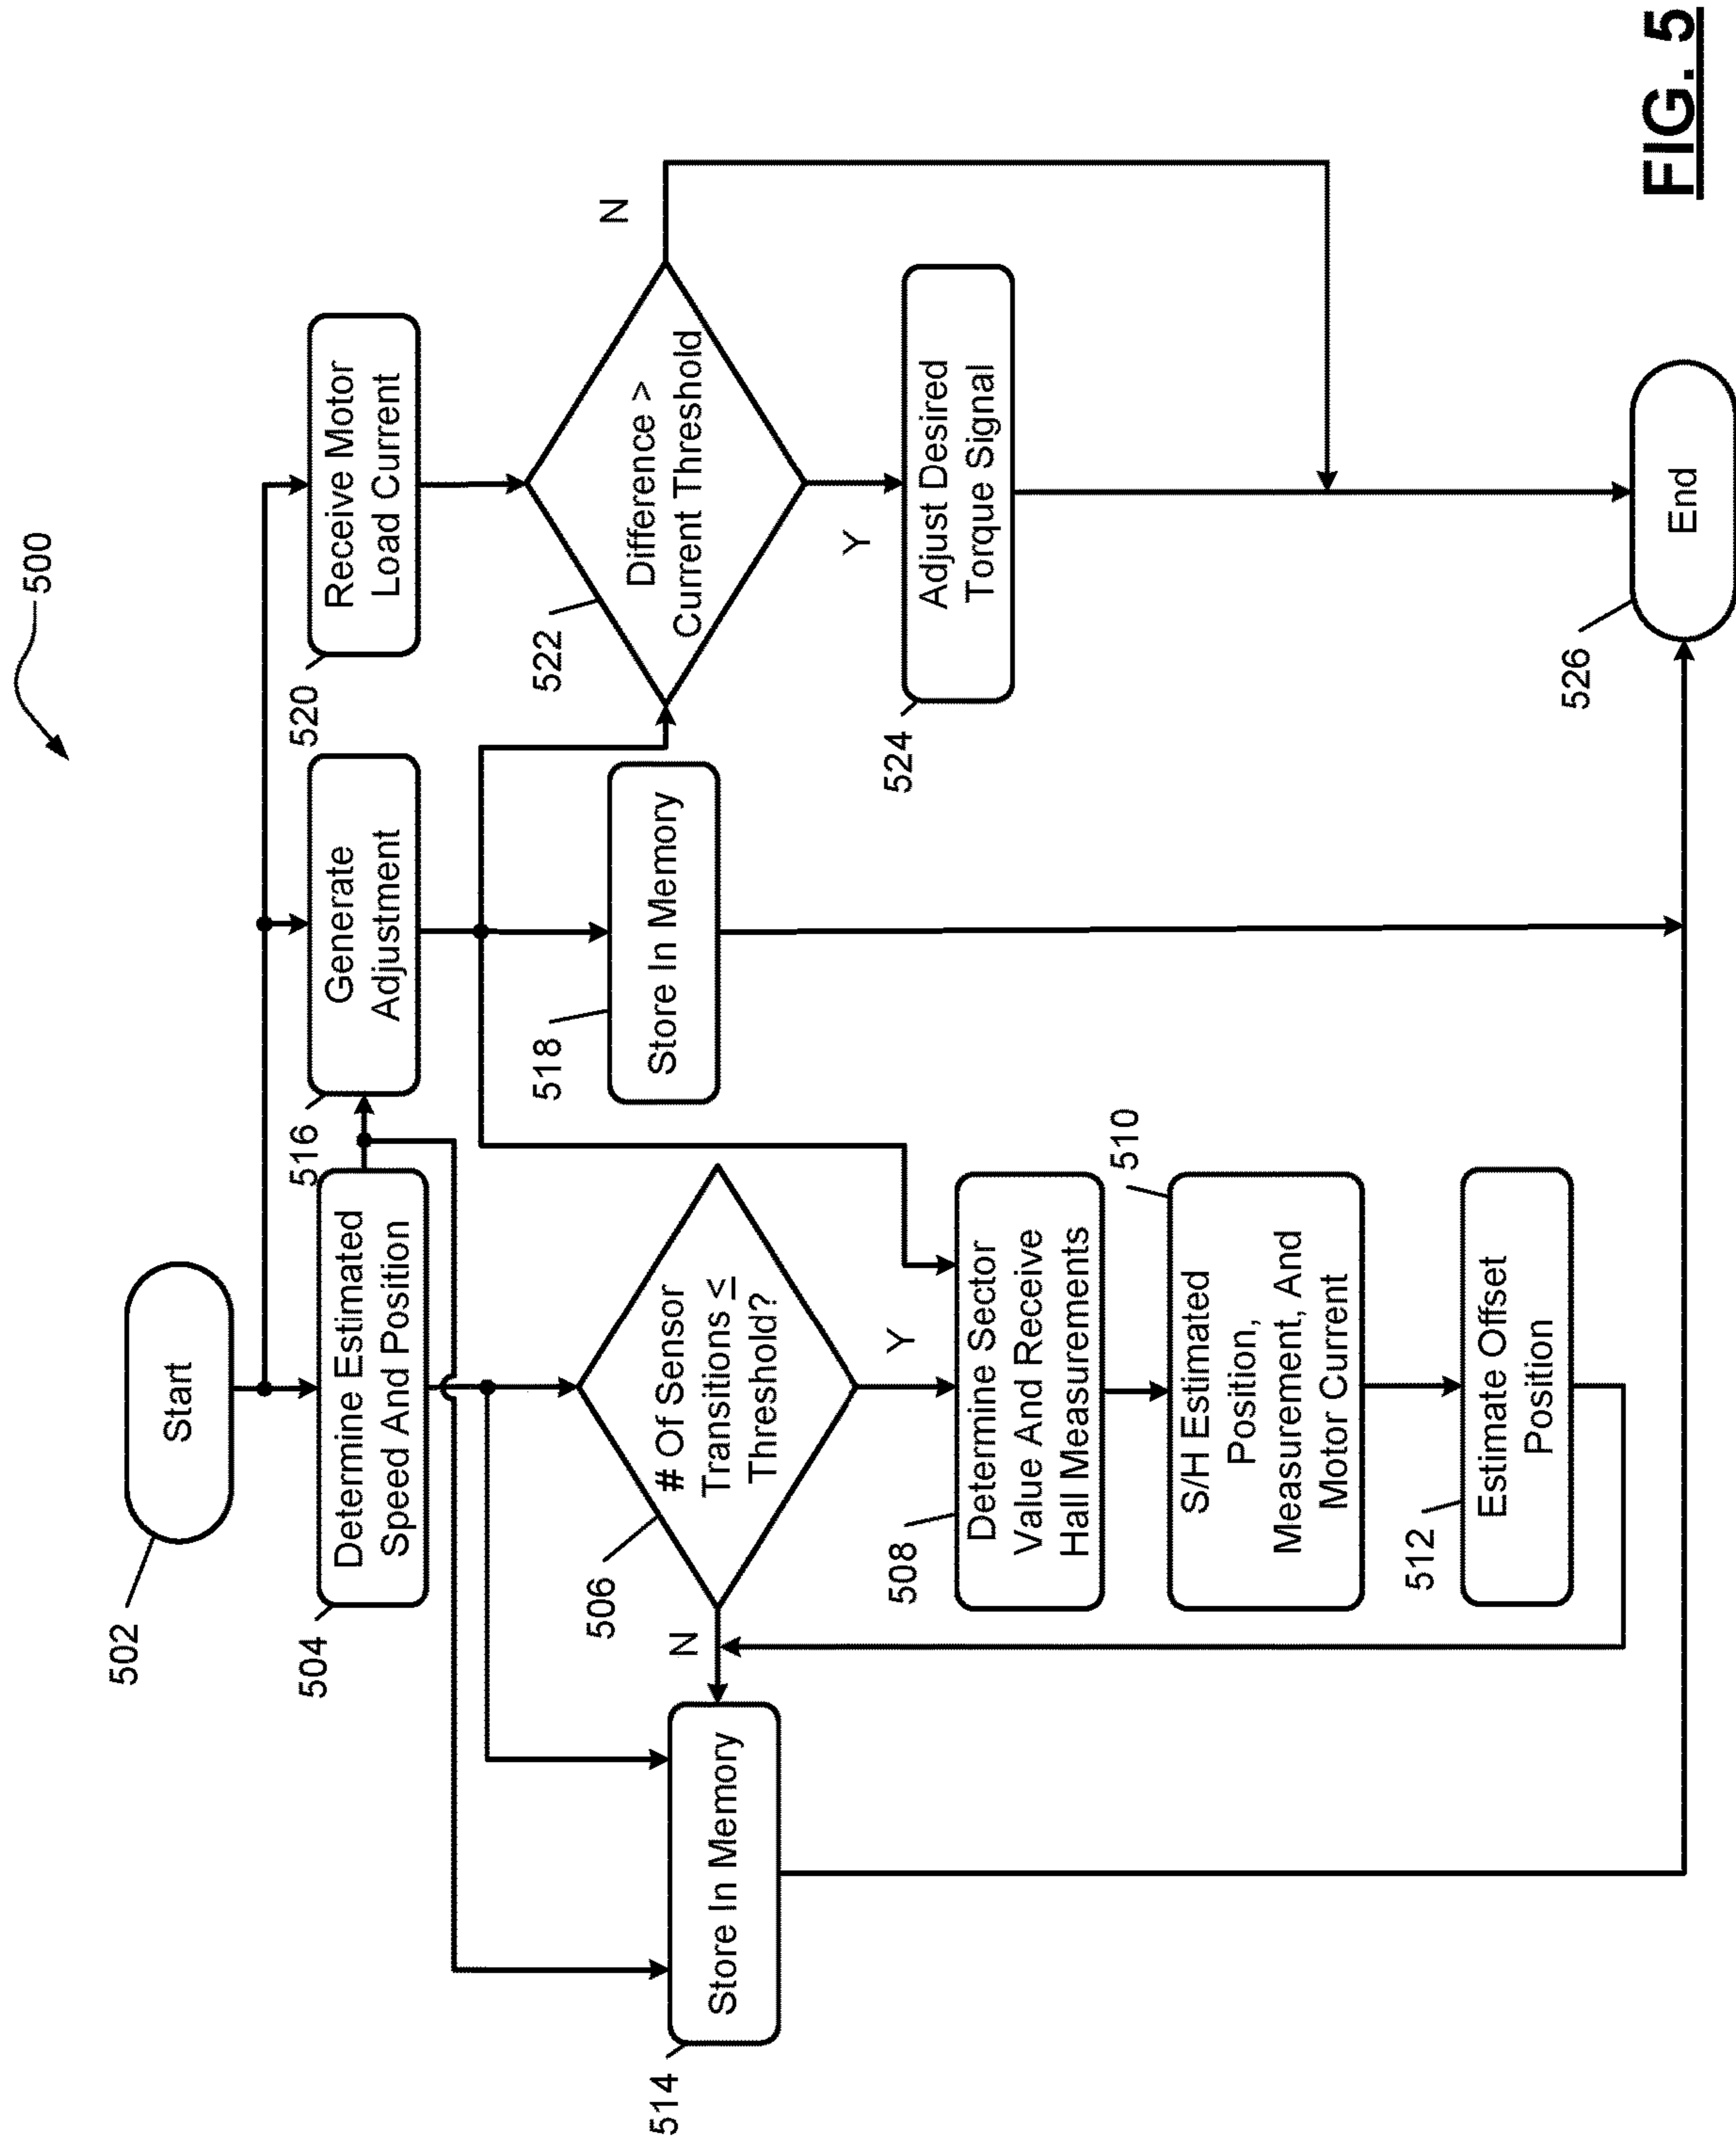 500
502
Start
504
Determine Estimated
Speed And Position
516
Generate
Adjustment
520
Receive Motor
Load Current
506
# Of Sensor
Transitions ≤
Threshold?
N
Y
514
Store In Memory
518
Store In Memory
522
Difference >
Current Threshold
N
Y
508
Determine Sector
Value And Receive
Hall Measurements
510
S/H Estimated
Position,
Measurement, And
Motor Current
512
Estimate Offset
Position
524
Adjust Desired
Torque Signal
526
End
FIG. 5